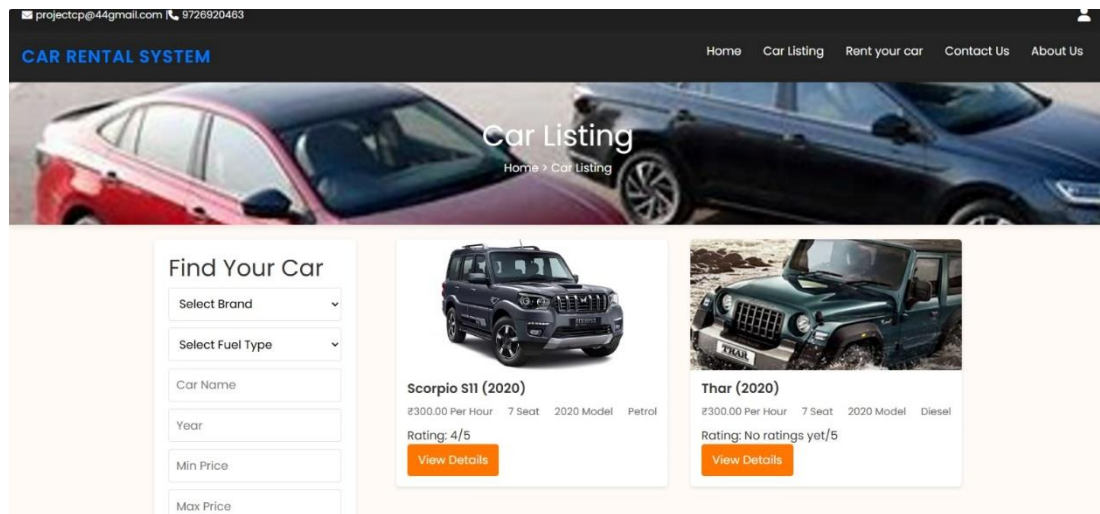 projectcp@44gmail.com | 9726920463
CAR RENTAL SYSTEM
Home Car Listing Rent your car Contact Us About Us
Car Listing
Home > Car Listing
Find Your Car
Select Brand
Select Fuel Type
Car Name
Year
Min Price
Max Price
Scorpio S11 (2020)
₹300.00 Per Hour 7 Seat 2020 Model Petrol
Rating: 4/5
View Details
THAR
Thar (2020)
₹300.00 Per Hour 7 Seat 2020 Model Diesel
Rating: No ratings yet/5
View Details